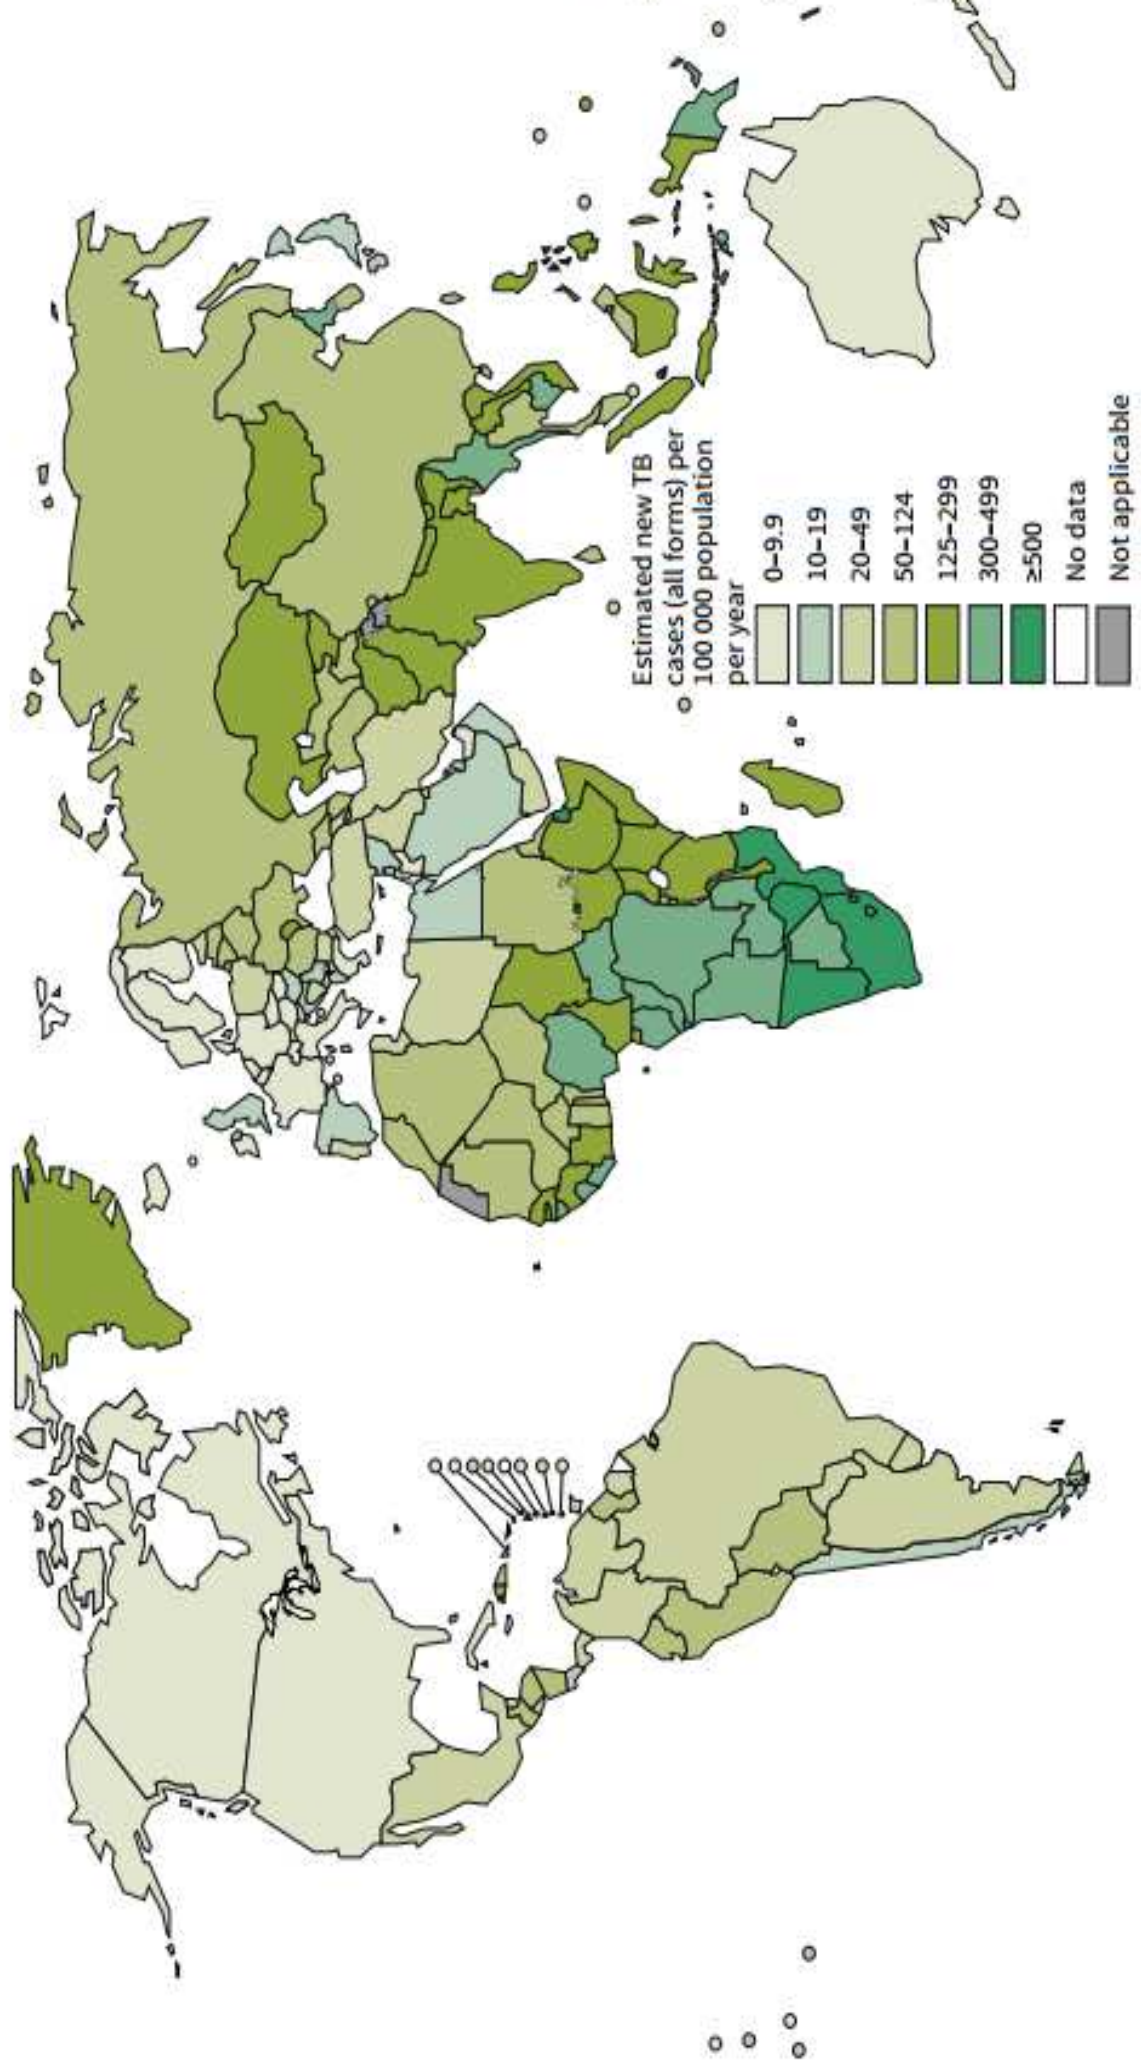 Estimated new TB
cases (all forms) per
100 000 population
per year
0–9.9
10–19
20–49
50–124
125–299
300–499
≥500
No data
Not applicable